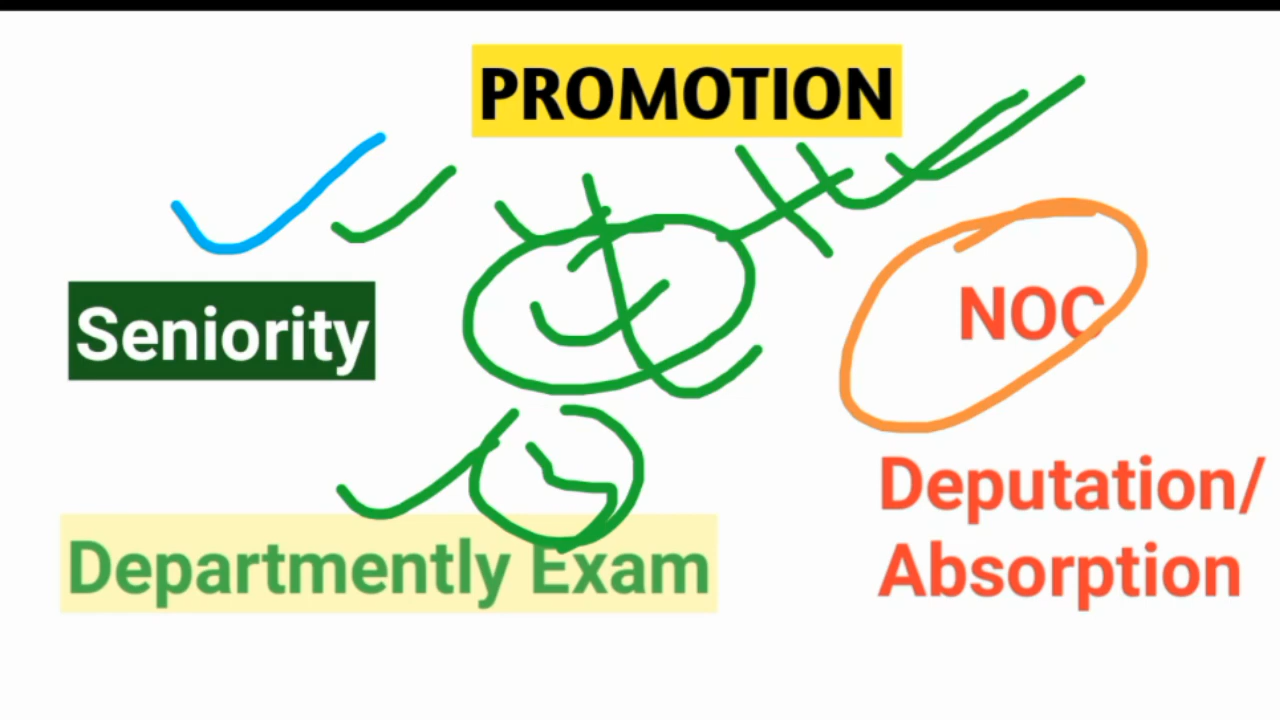 PROMOTION
Seniority
NOC
Departmently Exam
Deputation/
Absorption